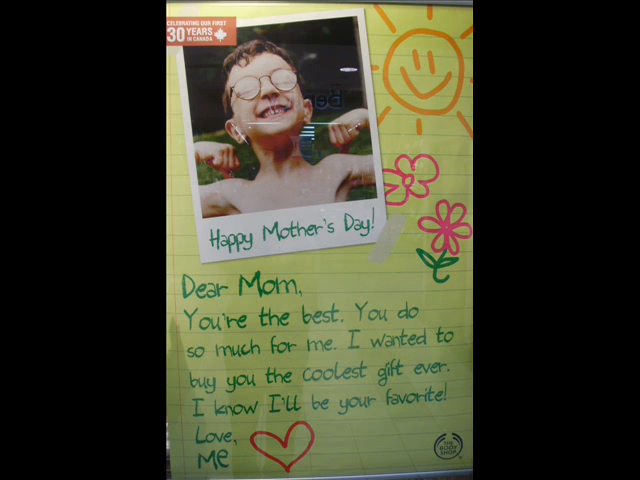 CELEBRATING OUR FIRST
30 YEARS
IN CANADA
Happy Mother's Day!
Dear Mom,
You're the best. You do
so much for me. I wanted to
buy you the coolest gift ever.
I know I'll be your favorite!
Love,
ME
THE
BODY
SHOP